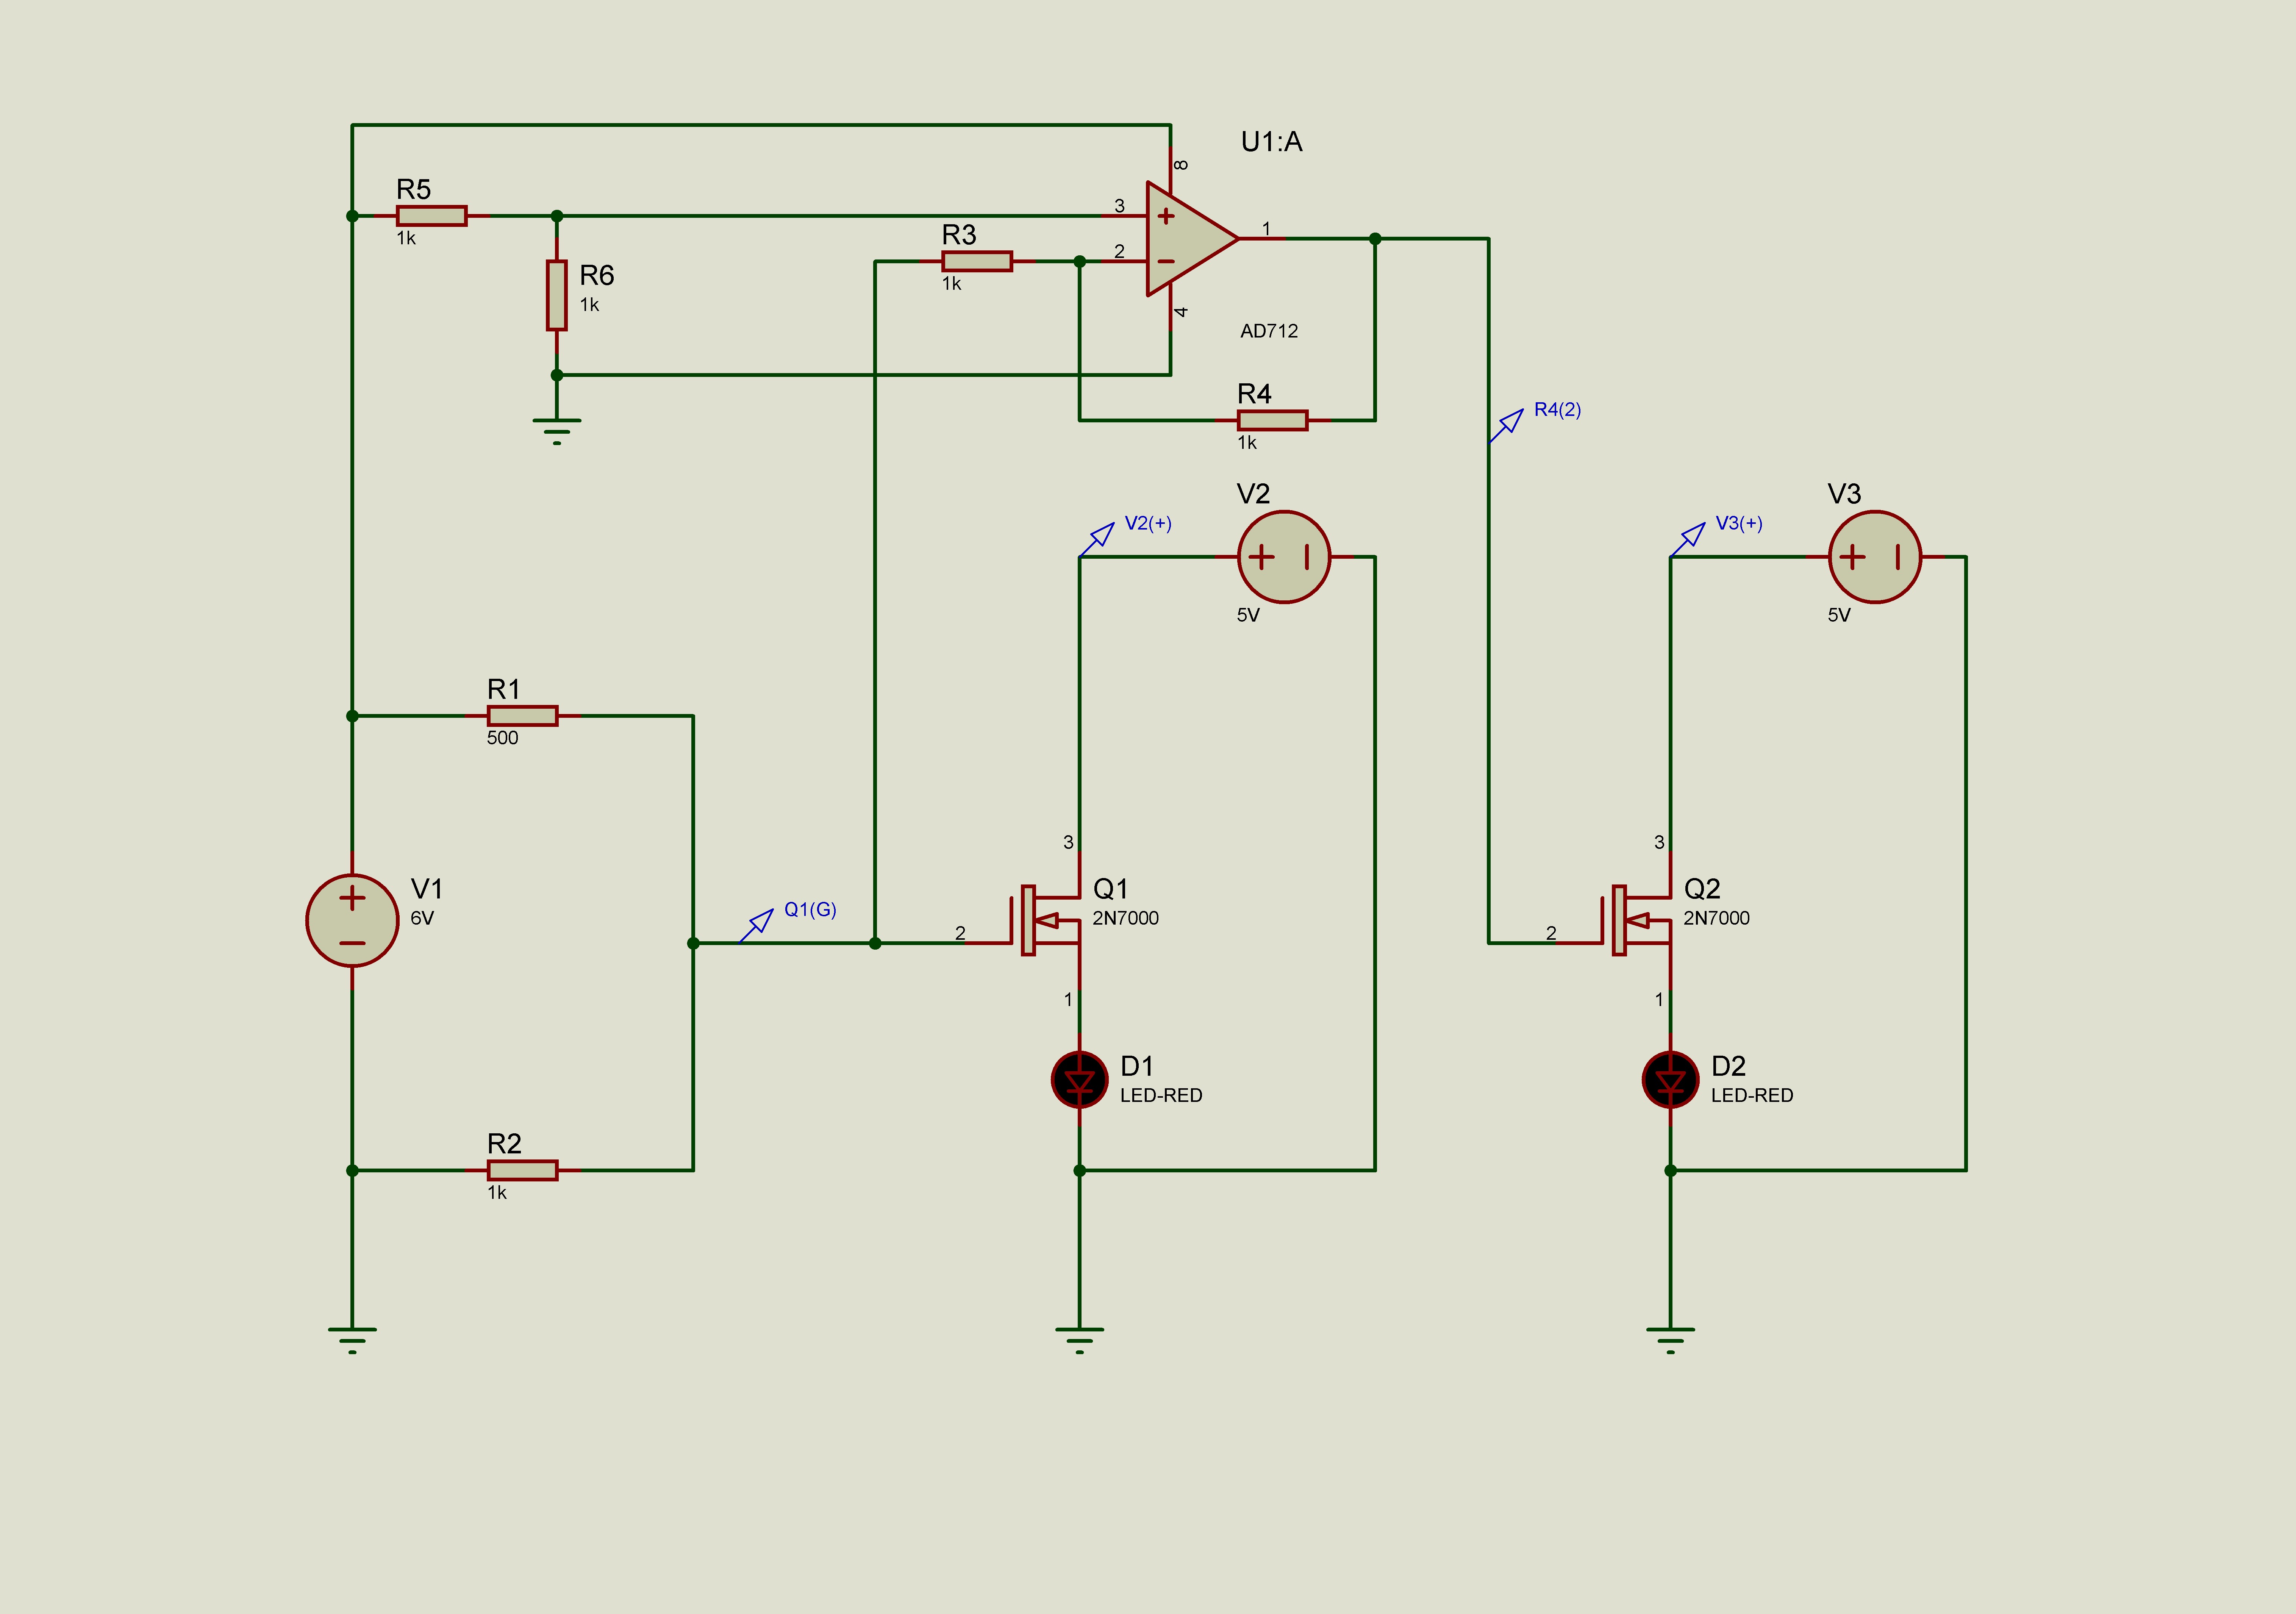 U1:A
8
R5
1k
3
1
R3
1k
2
R6
1k
4
AD712
R4
1k
R4(2)
V2
V2(+)
5V
V3
V3(+)
5V
R1
500
3
3
V1
6V
Q1(G)
2
Q1
2N7000
2
Q2
2N7000
1
1
D1
LED-RED
D2
LED-RED
R2
1k